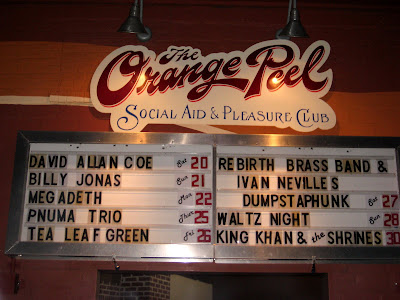 The
Orange Peel
Social Aid & Pleasure Club
DAVID ALLAN COE Sat 20
BILLY JONAS Sun 21
MEGADETH Mon 22
PNUMA TRIO Thur 25
TEA LEAF GREEN Fri 26
REBIRTH BRASS BAND &
IVAN NEVILLES
DUMPSTAPHUNK Sat 27
WALTZ NIGHT Sun 28
KING KHAN & the SHRINES 30